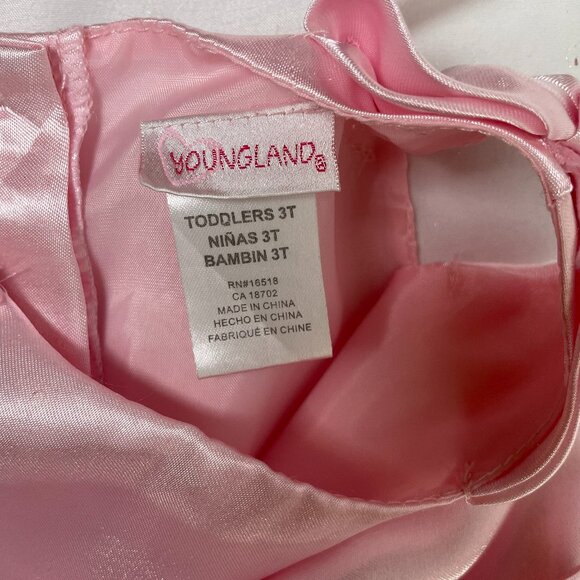 YOUNGLAND®
TODDLERS 3T
NIÑAS 3T
BAMBIN 3T
RN#16518
CA 18702
MADE IN CHINA
HECHO EN CHINA
FABRIQUÉ EN CHINE